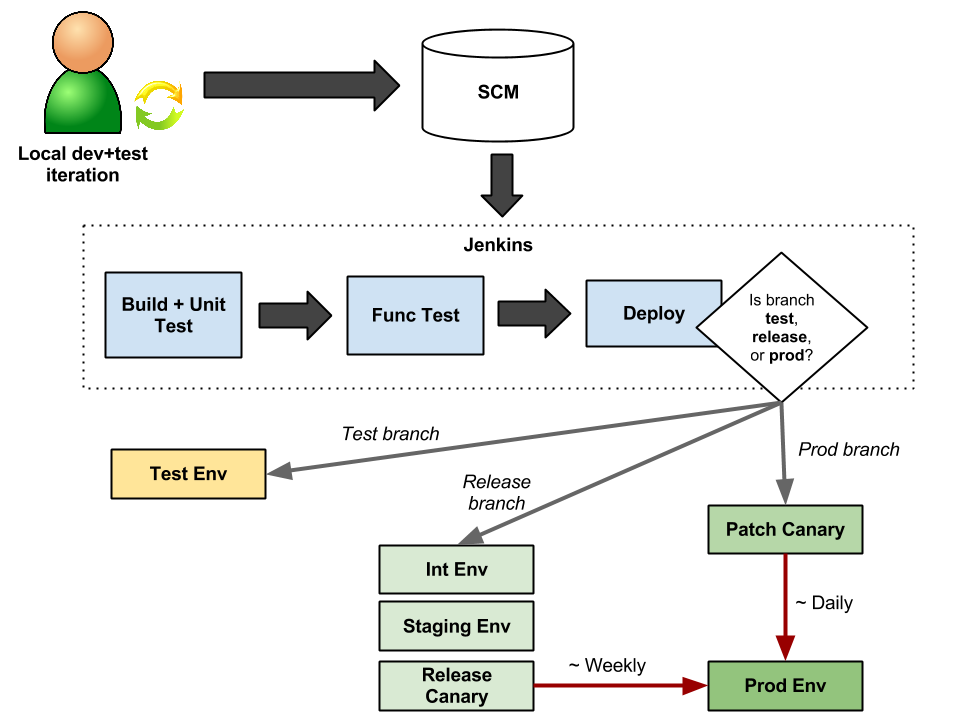 SCM
Local dev+test
iteration
Jenkins
Build + Unit
Test
Func Test
Deploy
Is branch
test,
release,
or prod?
Test branch
Prod branch
Test Env
Release
branch
Patch Canary
Int Env
~ Daily
Staging Env
Release
Canary
~ Weekly
Prod Env